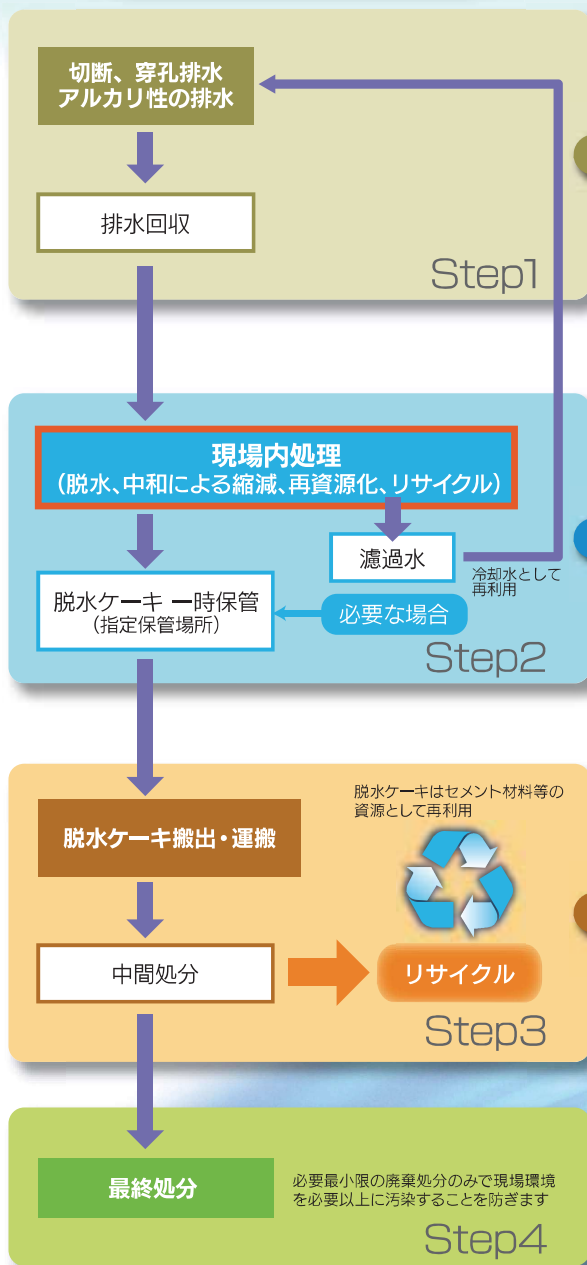 切断、穿孔排水
アルカリ性の排水
排水回収
Step1
現場内処理
(脱水、中和による縮減、再資源化、リサイクル)
濾過水
冷却水として
再利用
脱水ケーキ 一時保管
(指定保管場所)
必要な場合
Step2
脱水ケーキはセメント材料等の
資源として再利用
脱水ケーキ搬出・運搬
中間処分
リサイクル
Step3
最終処分
必要最小限の廃棄処分のみで現場環境
を必要以上に汚染することを防ぎます
Step4